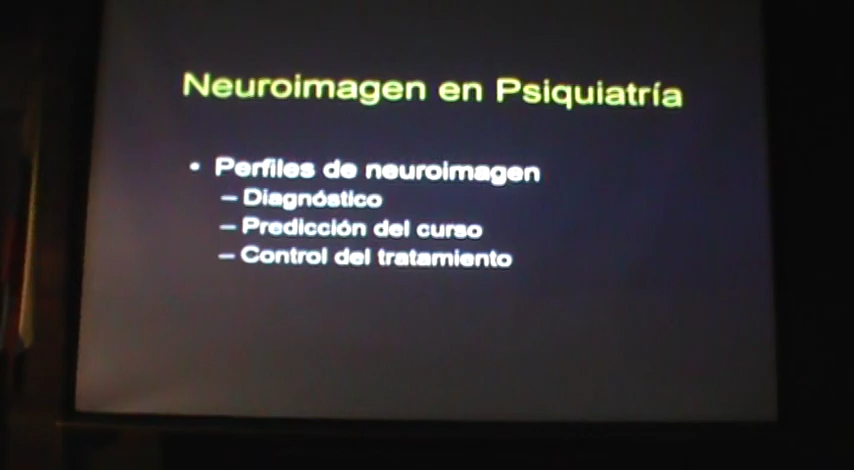 Neuroimagen en Psiquiatría
• Perfiles de neuroimagen
– Diagnóstico
– Predicción del curso
– Control del tratamiento